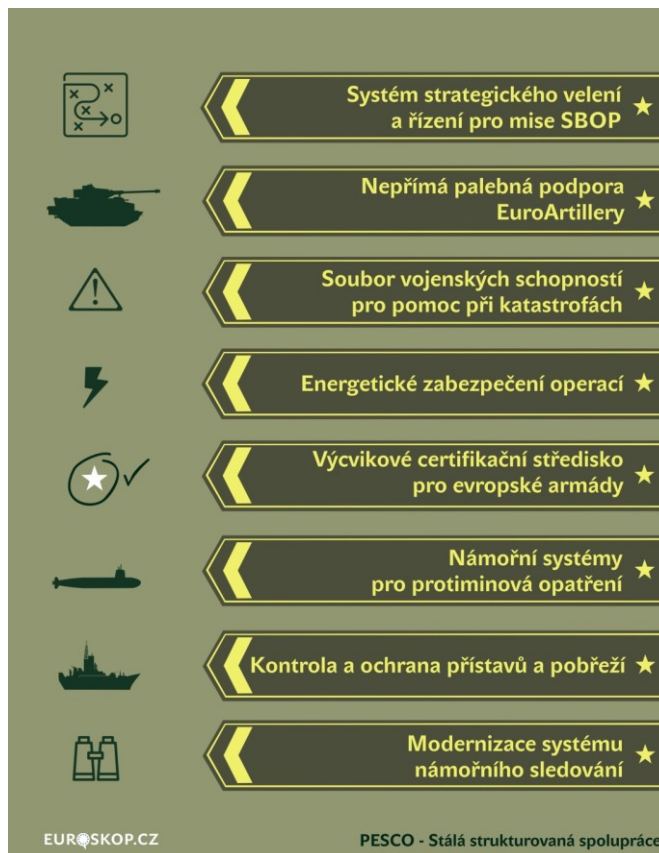 Systém strategického velení
a řízení pro mise SBOP
Nepřímá palebná podpora
EuroArtillery
Soubor vojenských schopností
pro pomoc při katastrofách
Energetické zabezpečení operací
Výcvikové certifikační středisko
pro evropské armády
Námořní systémy
pro protiminová opatření
Kontrola a ochrana přístavů a pobřeží
Modernizace systému
námořního sledování
EUROSKOP.CZ
PESCO - Stálá strukturovaná spolupráce